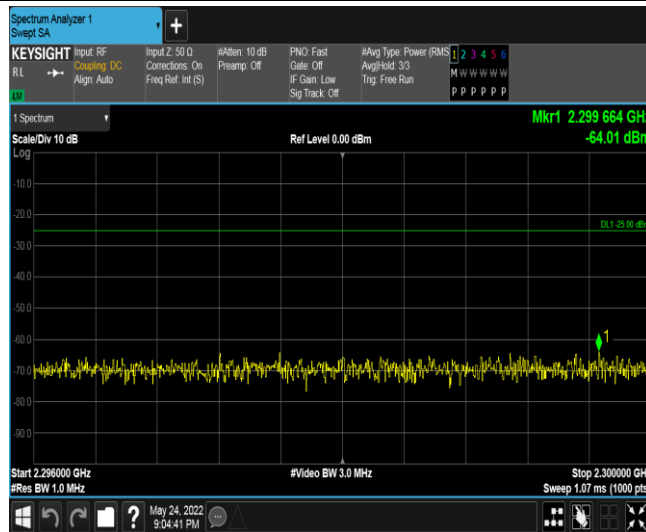 Spectrum Analyzer 1
Swept SA
+
KEYSIGHT
RL
LXI
Input: RF
Coupling: DC
Align: Auto
Input Z: 50 Ω
Corrections: On
Freq Ref: Int (S)
#Atten: 10 dB
Preamp: Off
PNO: Fast
Gate: Off
IF Gain: Low
Sig Track: Off
#Avg Type: Power (RMS
Avg|Hold: 3/3
Trig: Free Run
1 2 3 4 5 6
M W W W W W
P P P P P P
1 Spectrum
Mkr1 2.299 664 GHz
Scale/Div 10 dB
Ref Level 0.00 dBm
-64.01 dBm
Log
-10.0
-20.0
DL1 -25.00 dBm
-30.0
-40.0
-50.0
-60.0
1
-70.0
-80.0
-90.0
Start 2.296000 GHz
#Video BW 3.0 MHz
Stop 2.300000 GHz
#Res BW 1.0 MHz
Sweep 1.07 ms (1000 pts
?
May 24, 2022
9:04:41 PM